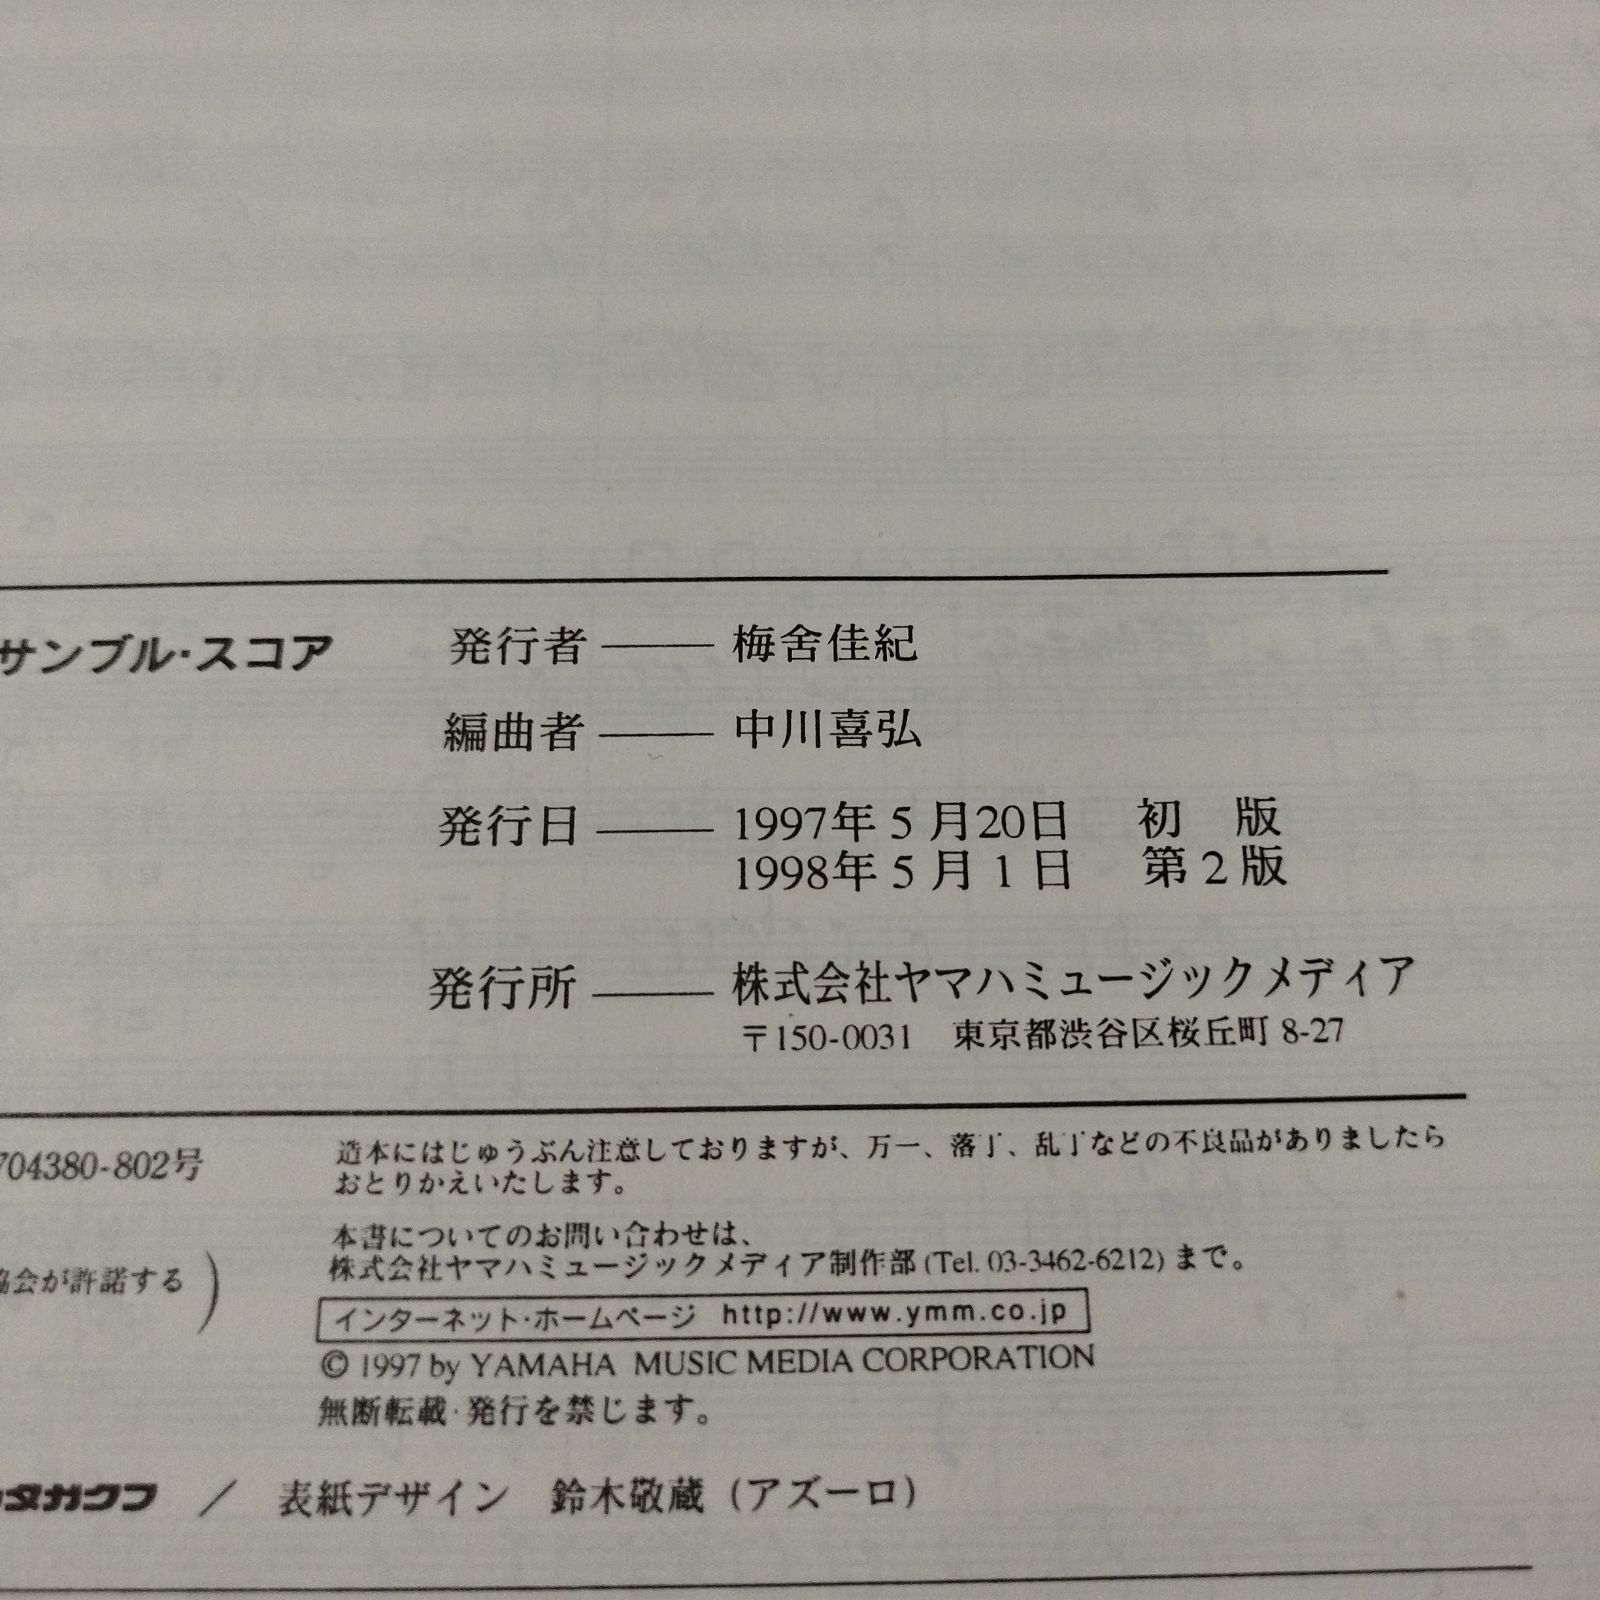 サンブル・スコア
発行者 —— 梅舍佳紀
編曲者 —— 中川喜弘
発行日 —— 1997年5月20日 初 版
1998年5月1日 第2版
発行所 —— 株式会社ヤマハミュージックメディア
〒150-0031 東京都渋谷区桜丘町 8-27
704380-802号
協会が許諾する）
造本にはじゅうぶん注意しておりますが、万一、落丁、乱丁などの不良品がありましたら
おとりかえいたします。
本書についてのお問い合わせは、
株式会社ヤマハミュージックメディア制作部 (Tel. 03-3462-6212) まで。
インターネット・ホームページ http://www.ymm.co.jp
© 1997 by YAMAHA MUSIC MEDIA CORPORATION
無断転載・発行を禁じます。
タガクフ ／ 表紙デザイン 鈴木敬蔵（アズーロ）